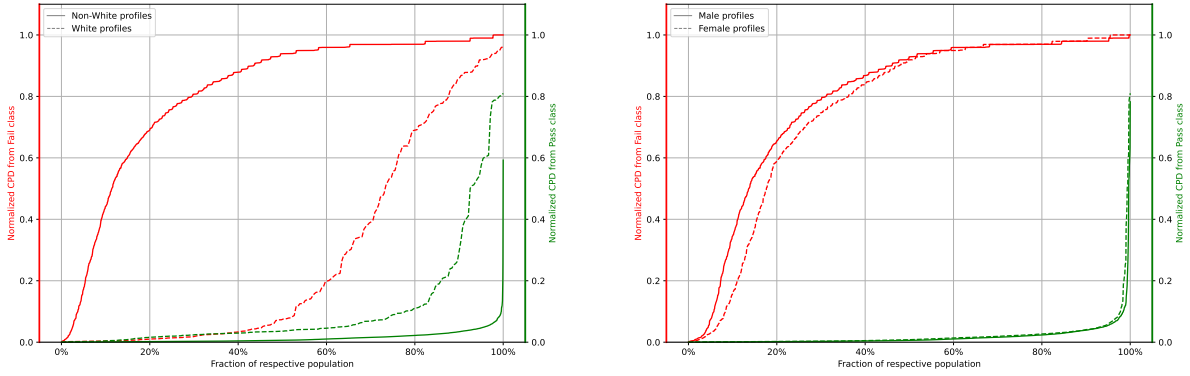 Non-White profiles
White profiles
Normalized CPD from Fail class
1.0
0.8
0.6
0.4
0.2
0.0
1.0
0.8
0.6
0.4
0.2
0.0
Normalized CPD from Pass class
0% 20% 40% 60% 80% 100%
Fraction of respective population
Male profiles
Female profiles
Normalized CPD from Fail class
1.0
0.8
0.6
0.4
0.2
0.0
1.0
0.8
0.6
0.4
0.2
0.0
Normalized CPD from Pass class
0% 20% 40% 60% 80% 100%
Fraction of respective population